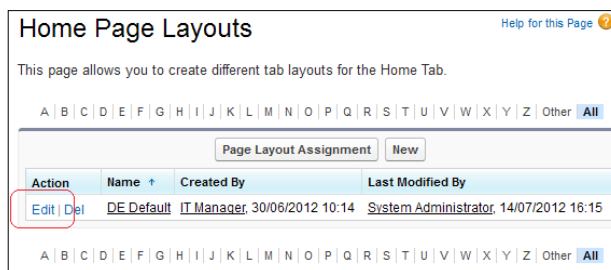 Home Page Layouts
Help for this Page ?
This page allows you to create different tab layouts for the Home Tab.
A | B | C | D | E | F | G | H | I | J | K | L | M | N | O | P | Q | R | S | T | U | V | W | X | Y | Z | Other | All
Page Layout Assignment New
Action Name ↑ Created By Last Modified By
Edit | Del DE Default IT Manager, 30/06/2012 10:14 System Administrator, 14/07/2012 16:15
A | B | C | D | E | F | G | H | I | J | K | L | M | N | O | P | Q | R | S | T | U | V | W | X | Y | Z | Other | All